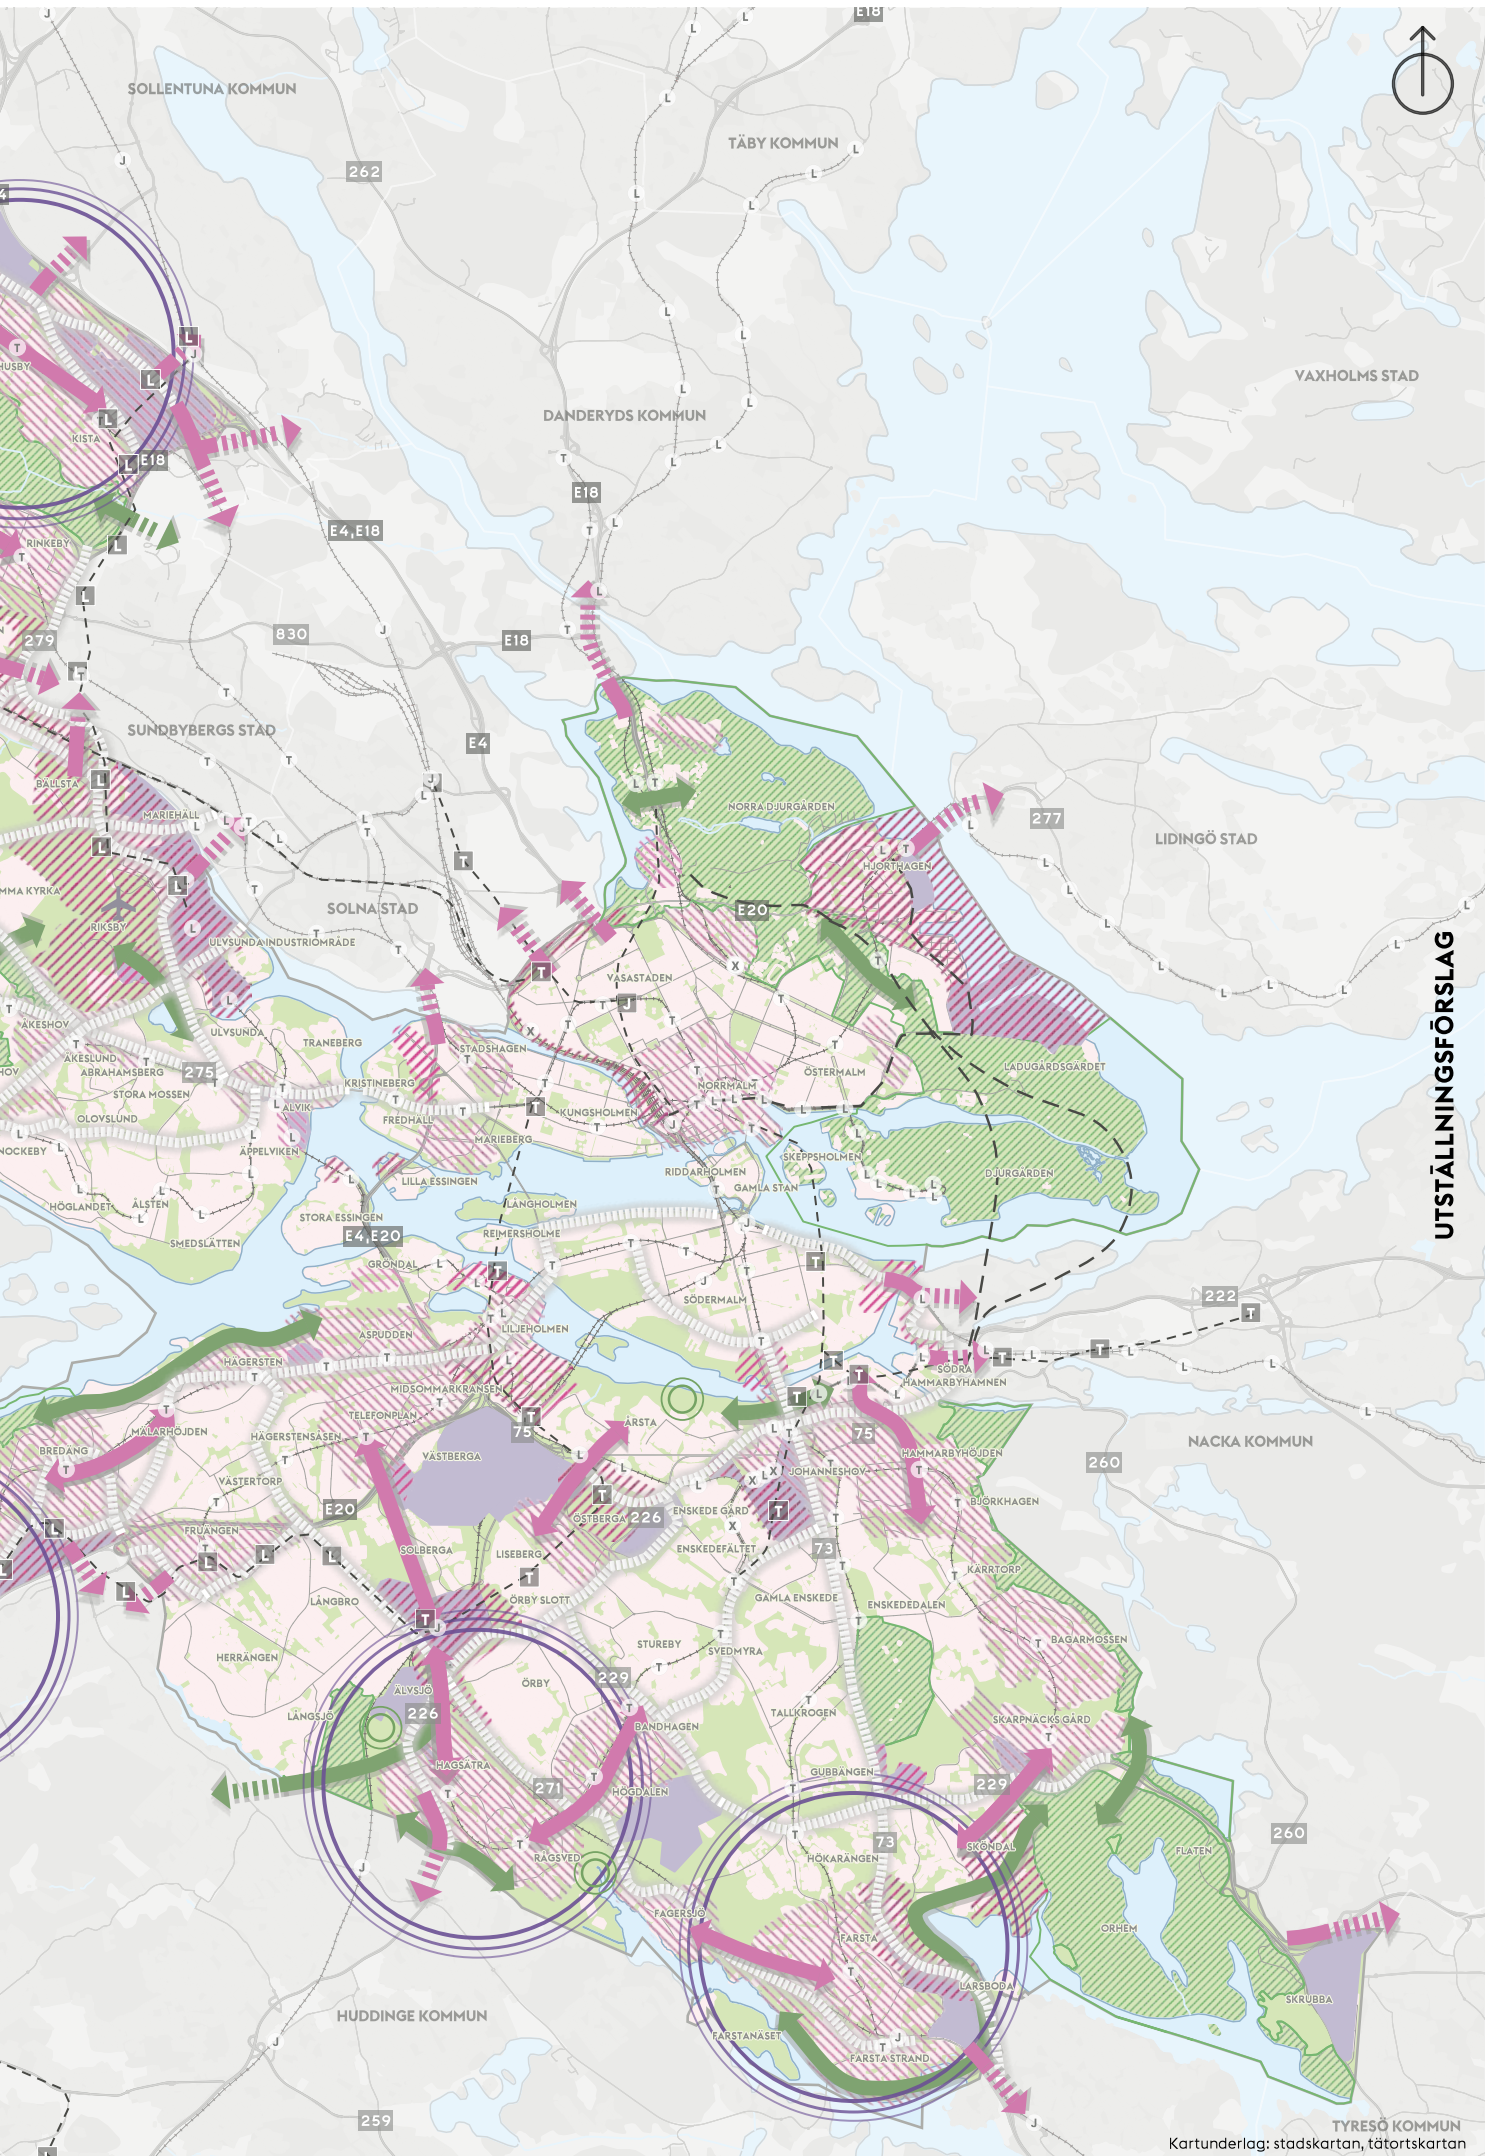 E18
SOLLENTUNA KOMMUN
TÄBY KOMMUN
262
VAXHOLMS STAD
HUSBY
DANDERYDS KOMMUN
KISTA
E18
E18
RINKEBY
E4,E18
279
830
E18
SUNDBYBERGS STAD
E4
BÄLLSTA
MARIEHÄLL
NORRA DJURGÅRDEN
277
LIDINGÖ STAD
HJORTHAGEN
MMA KYRKA
SOLNA STAD
E20
RIKSBY
ULVSUNDA INDUSTRIOMRÅDE
VASASTADEN
ÅKESHOV
ULVSUNDA
TRANEBERG
STADSHAGEN
ÅKESLUND
ABRAHAMSBERG
275
KRISTINEBERG
NORRMALM
ÖSTERMALM
LADUGÅRDSGÄRDET
STORA MOSSEN
ALVIK
OLOVSLUND
FREDHÄLL
KUNGSHOLMEN
MARIEBERG
NOCKEBY
ÄPPELVIKEN
SKEPPSHOLMEN
RIDDARHOLMEN
DJURGÅRDEN
LILLA ESSINGEN
GAMLA STAN
HÖGLANDET
ÅLSTEN
LÅNGHOLMEN
STORA ESSINGEN
SMEDSLÄTTEN
E4,E20
REIMERSHOLME
GRÖNDAL
SÖDERMALM
222
ASPUDDEN
LILJEHOLMEN
HÄGERSTEN
SÖDRA
HAMMARBYHAMNEN
MIDSOMMARKRANSEN
TELEFONPLAN
MÄLARHÖJDEN
HÄGERSTENSÅSEN
ÅRSTA
75
75
BREDÄNG
VÄSTBERGA
HAMMARBYHÖJDEN
NACKA KOMMUN
260
JOHANNESHOV
VÄSTERTORP
BJÖRKHAGEN
E20
ENSKEDE GÅRD
ÖSTBERGA
226
FRUÄNGEN
SOLBERGA
LISEBERG
ENSKEDEFÄLTET
73
KÄRRTORP
LÅNGBRO
ÖRBY SLOTT
GAMLA ENSKEDE
ENSKEDEDALEN
HERRÄNGEN
STUREBY
SVEDMYRA
BAGARMOSSEN
ÄLVSJÖ
ÖRBY
229
LÅNGSJÖ
226
BANDHAGEN
TALLKROGEN
SKARPNÄCKS GÅRD
HAGSÄTRA
271
HÖGDALEN
GUBBÄNGEN
229
260
RÅGSVED
HÖKARÄNGEN
73
SKÖNDAL
FLATEN
FAGERSJÖ
FARSTA
ORHEM
LARSBODA
SKRUBBA
HUDDINGE KOMMUN
FARSTANÄSET
FARSTA STRAND
259
TYRESÖ KOMMUN
Kartunderlag: stadskartan, tätortskartan
UTSTÄLLNINGSFÖRSLAG